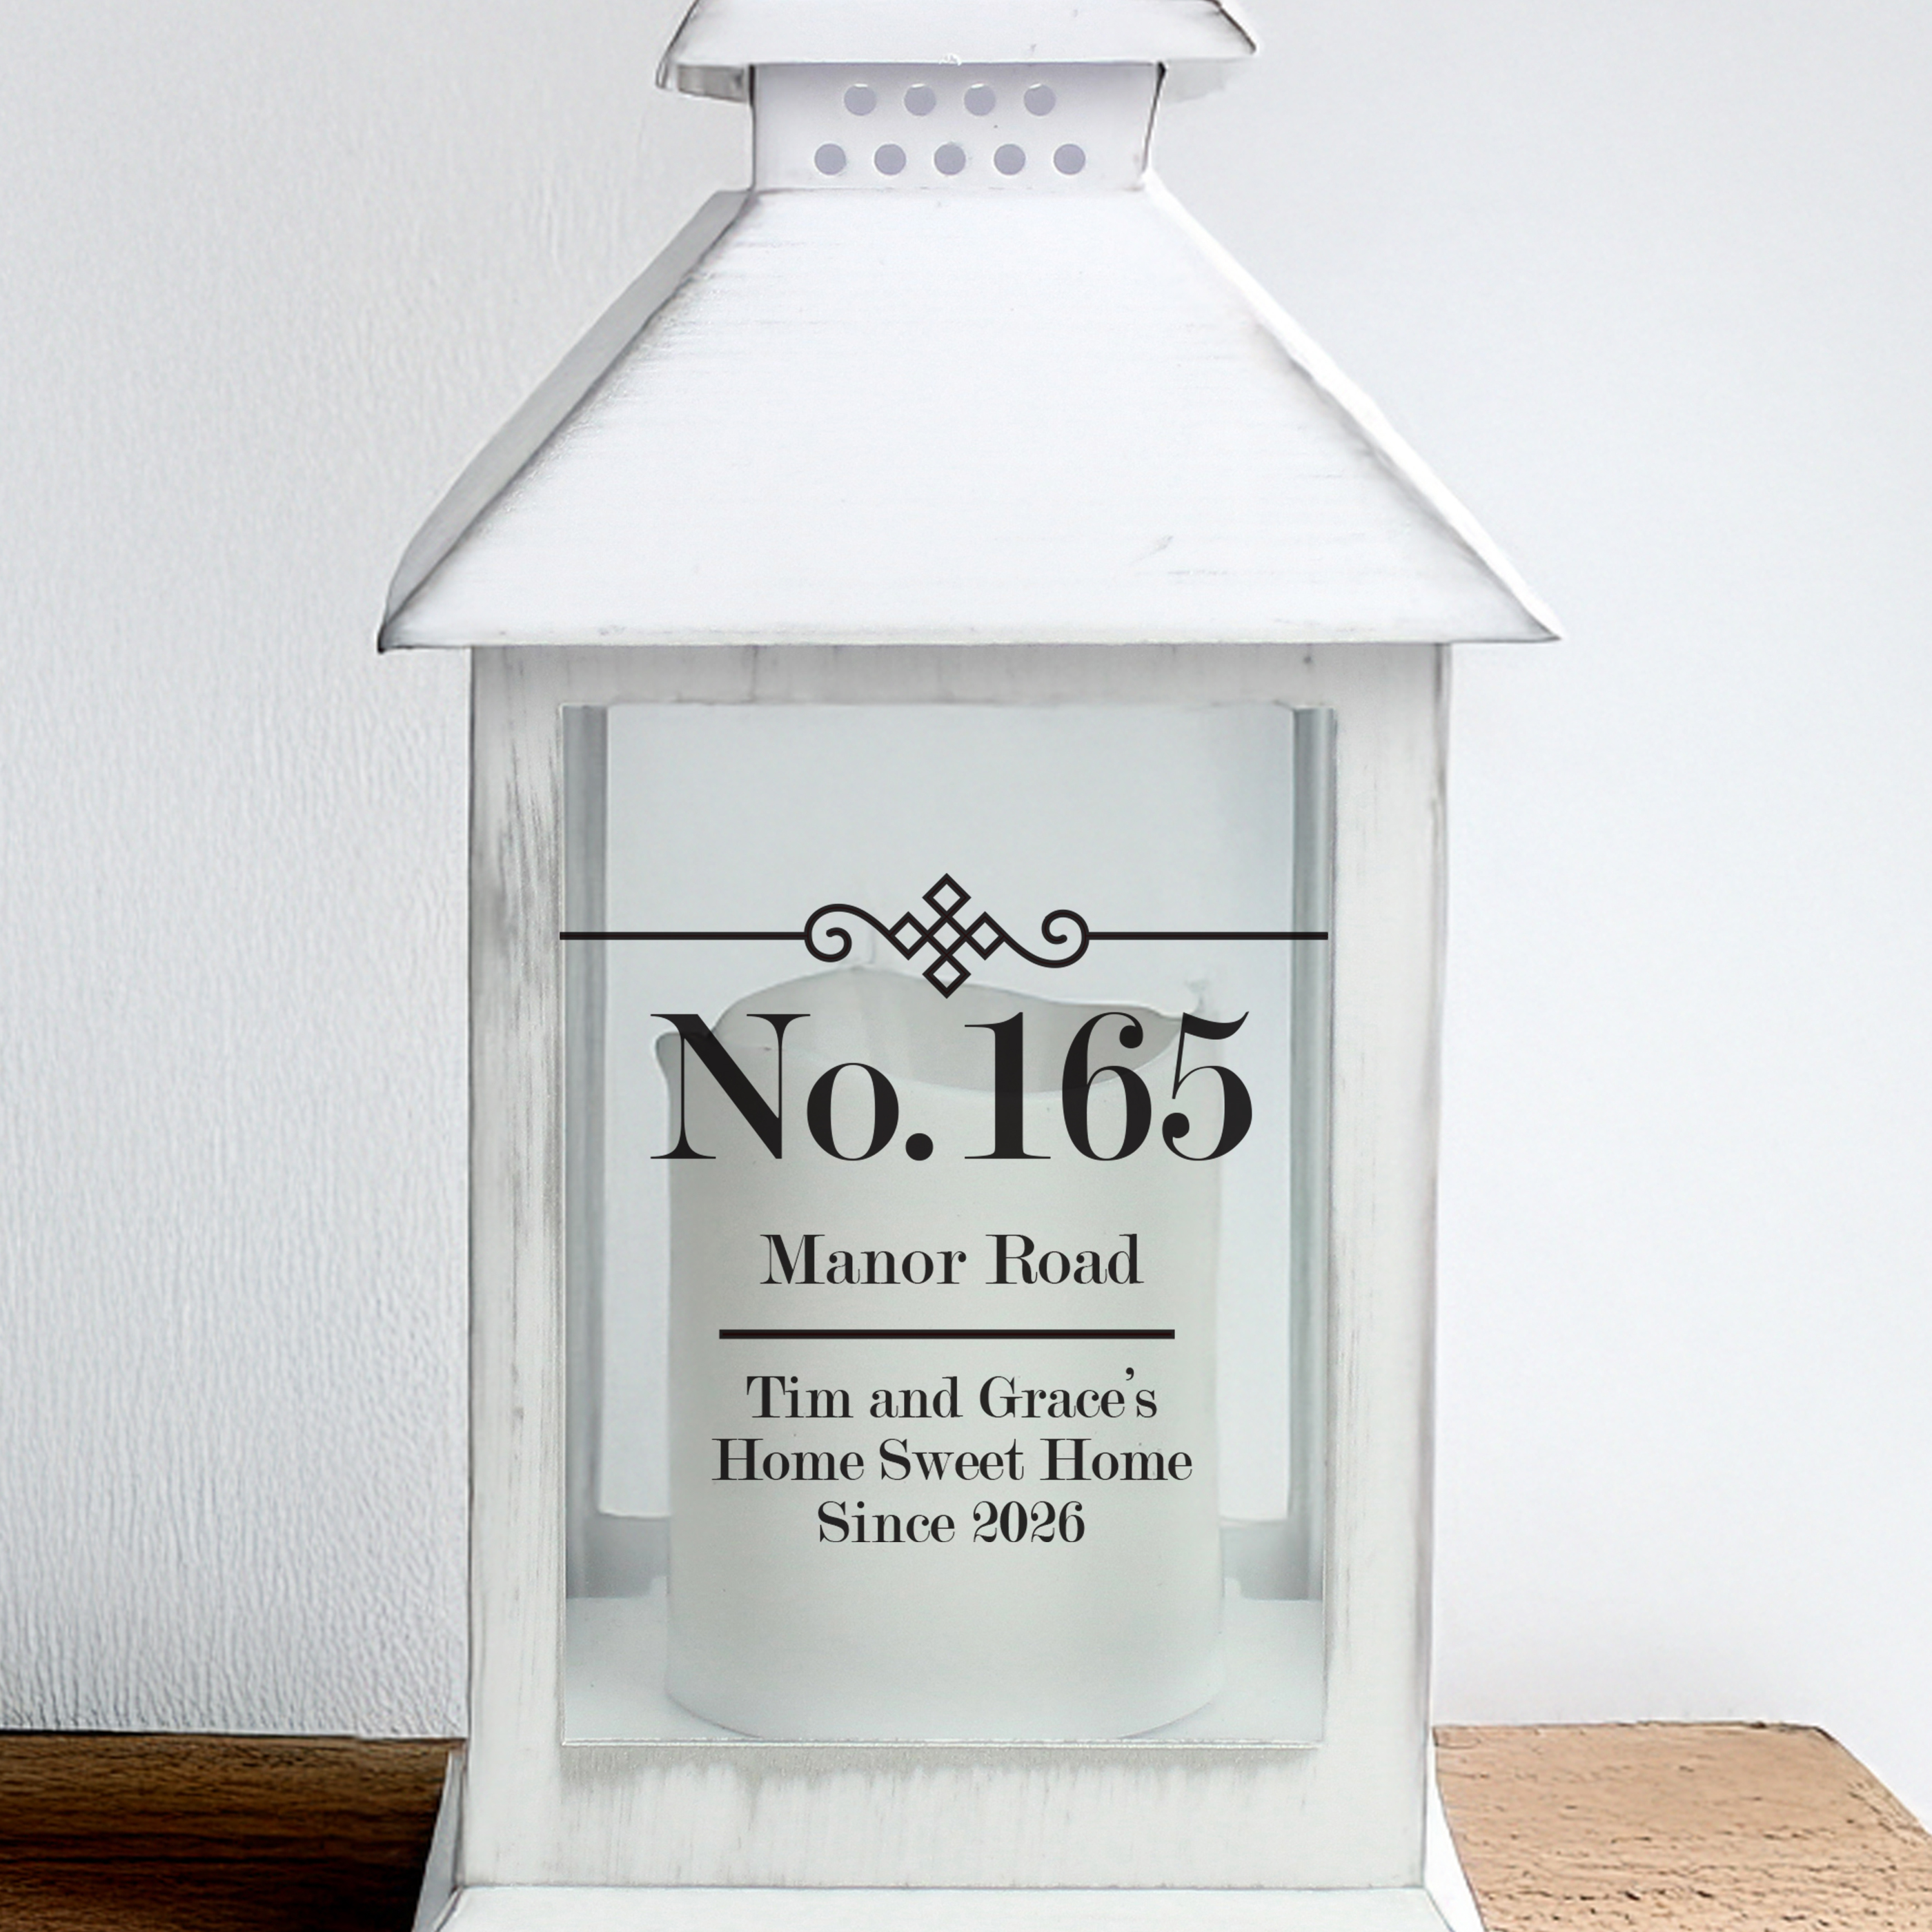 No. 165
Manor Road
Tim and Grace’s
Home Sweet Home
Since 2026